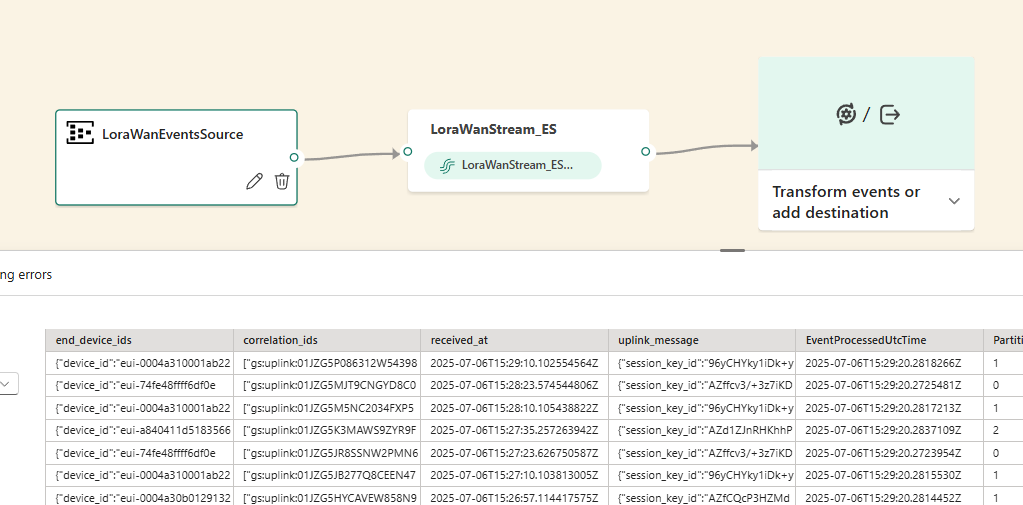 LoraWanEventsSource
LoraWanStream_ES
LoraWanStream_ES...
/
Transform events or
add destination
ng errors
end_device_ids correlation_ids received_at uplink_message EventProcessedUtcTime Partiti
{"device_id":"eui-0004a310001ab22 ["gs:uplink:01JZG5P086312W54398 2025-07-06T15:29:10.102554564Z {"session_key_id":"96yCHYky1iDk+y 2025-07-06T15:29:20.2818266Z 1
{"device_id":"eui-74fe48ffff6df0e ["gs:uplink:01JZG5MJT9CNGYD8C0 2025-07-06T15:28:23.574544806Z {"session_key_id":"AZffcv3/+3z7iKD 2025-07-06T15:29:20.2725481Z 0
{"device_id":"eui-0004a310001ab22 ["gs:uplink:01JZG5M5NC2034FXP5 2025-07-06T15:28:10.105438822Z {"session_key_id":"96yCHYky1iDk+y 2025-07-06T15:29:20.2817213Z 1
{"device_id":"eui-a840411d5183566 ["gs:uplink:01JZG5K3MAWS9ZYR9F 2025-07-06T15:27:35.257263942Z {"session_key_id":"AZd1ZJnRHKhhP 2025-07-06T15:29:20.2837109Z 2
{"device_id":"eui-74fe48ffff6df0e ["gs:uplink:01JZG5JR8SSNW2PMN6 2025-07-06T15:27:23.626750587Z {"session_key_id":"AZffcv3/+3z7iKD 2025-07-06T15:29:20.2723954Z 0
{"device_id":"eui-0004a310001ab22 ["gs:uplink:01JZG5JB277Q8CEEN47 2025-07-06T15:27:10.103813005Z {"session_key_id":"96yCHYky1iDk+y 2025-07-06T15:29:20.2815530Z 1
{"device_id":"eui-0004a30b0129132 ["gs:uplink:01JZG5HYCAVEW858N9 2025-07-06T15:26:57.114417575Z {"session_key_id":"AZfCQcP3HZMd 2025-07-06T15:29:20.2814452Z 1